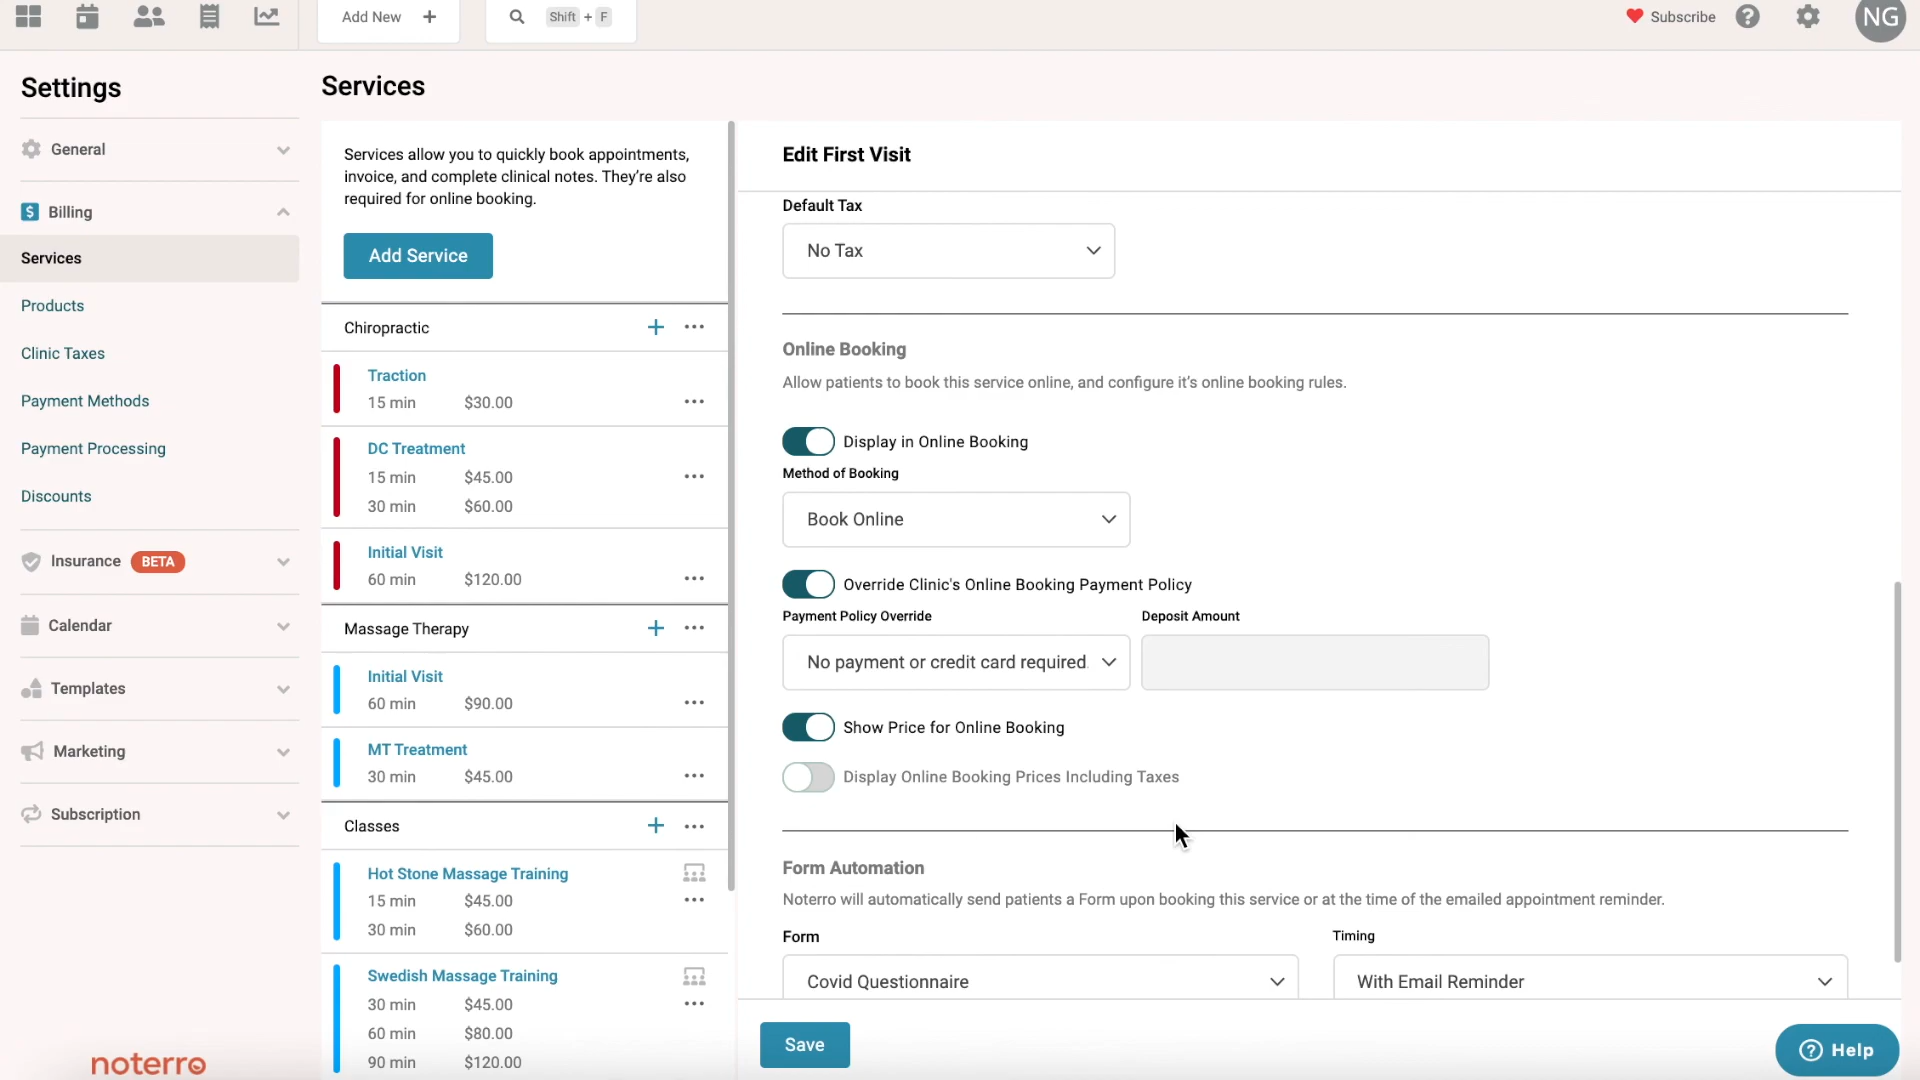 Add New +
Shift + F
Subscribe
?
NG
Settings
General
$ Billing
Services
Products
Clinic Taxes
Payment Methods
Payment Processing
Discounts
Insurance BETA
Calendar
Templates
Marketing
Subscription
noterro
Services
Services allow you to quickly book appointments,
invoice, and complete clinical notes. They’re also
required for online booking.
Add Service
Chiropractic
Traction
15 min $30.00
DC Treatment
15 min $45.00
30 min $60.00
Initial Visit
60 min $120.00
Massage Therapy
Initial Visit
60 min $90.00
MT Treatment
30 min $45.00
Classes
Hot Stone Massage Training
15 min $45.00
30 min $60.00
Swedish Massage Training
30 min $45.00
60 min $80.00
90 min $120.00
Edit First Visit
Default Tax
No Tax
Online Booking
Allow patients to book this service online, and configure it’s online booking rules.
Display in Online Booking
Method of Booking
Book Online
Override Clinic's Online Booking Payment Policy
Payment Policy Override Deposit Amount
No payment or credit card required
Show Price for Online Booking
Display Online Booking Prices Including Taxes
Form Automation
Noterro will automatically send patients a Form upon booking this service or at the time of the emailed appointment reminder.
Form Timing
Covid Questionnaire With Email Reminder
Save
? Help